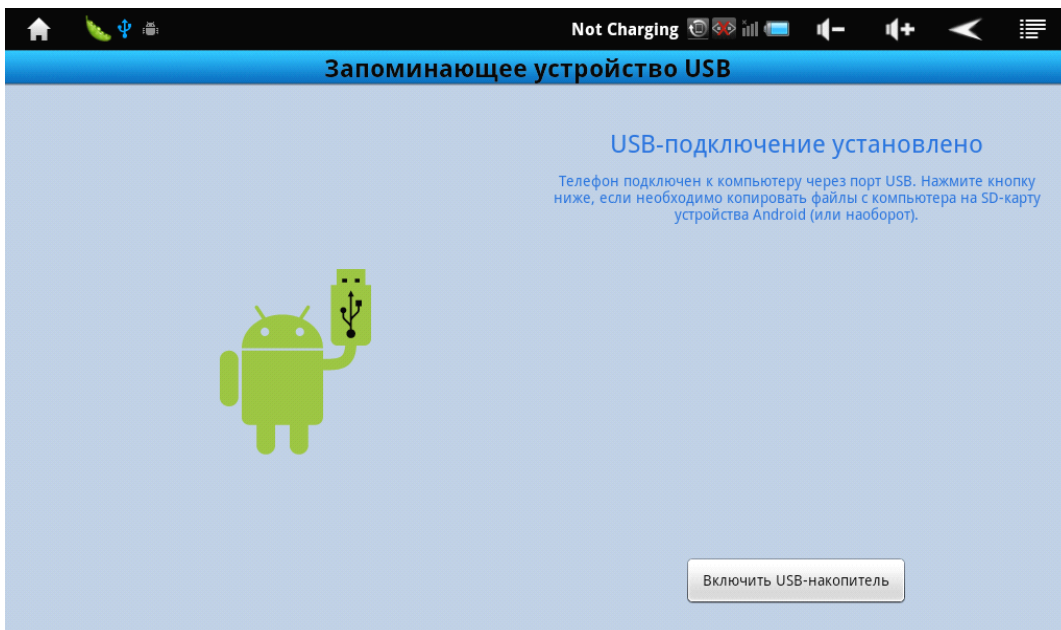 Not Charging
Запоминающее устройство USB
USB-подключение установлено
Телефон подключен к компьютеру через порт USB. Нажмите кнопку
ниже, если необходимо копировать файлы с компьютера на SD-карту
устройства Android (или наоборот).
Включить USB-накопитель